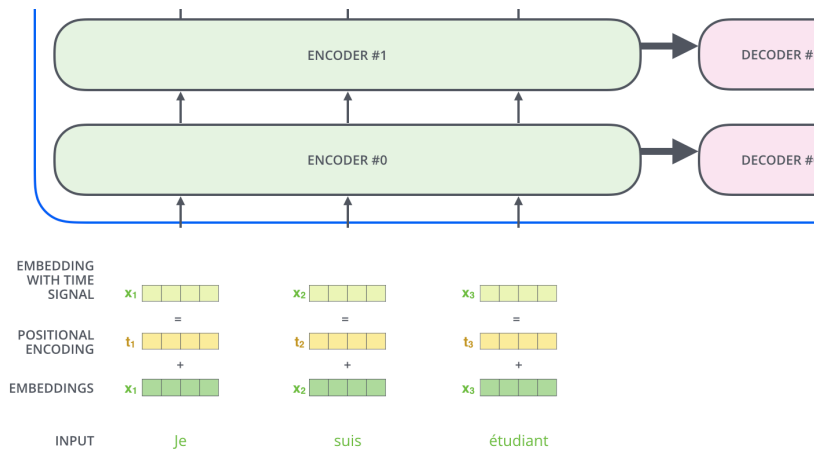 ENCODER #1
DECODER #
ENCODER #0
DECODER #
EMBEDDING
WITH TIME
SIGNAL
x₁ x₂ x₃
= = =
POSITIONAL
ENCODING
t₁ t₂ t₃
+ + +
EMBEDDINGS
x₁ x₂ x₃
INPUT
Je suis étudiant